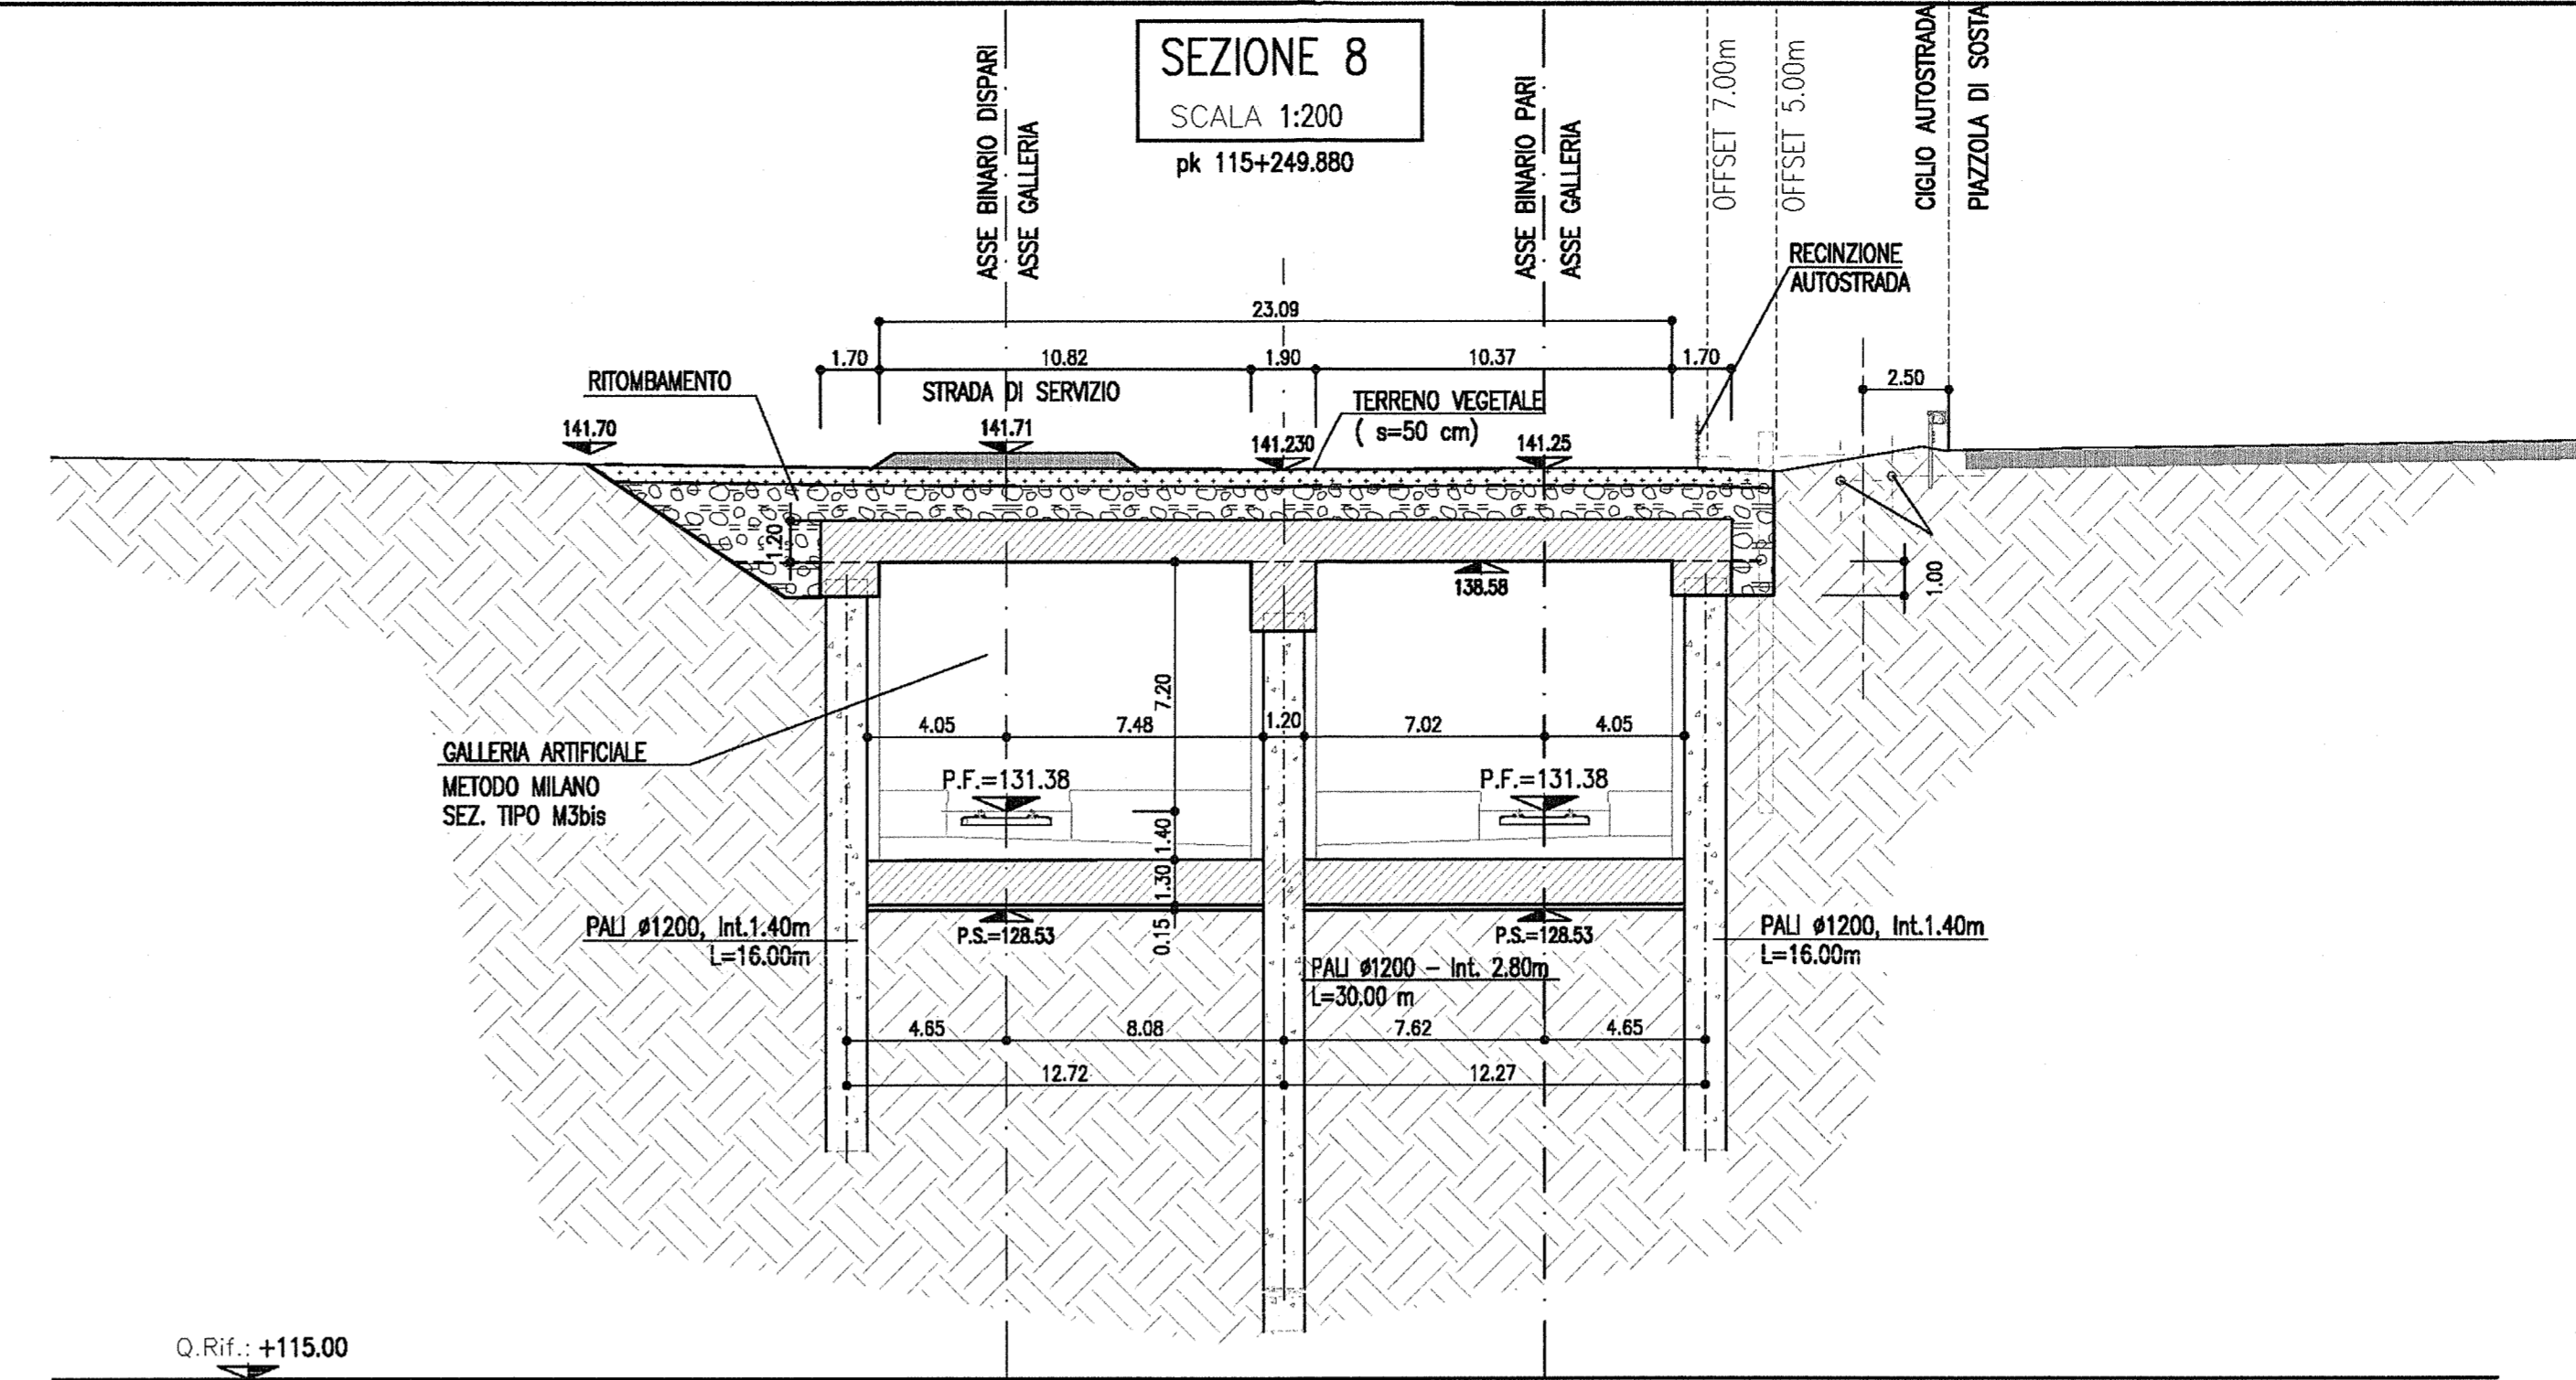 SEZIONE 8
SCALA 1:200
pk 115+249.880
ASSE BINARIO DISPARI
ASSE GALLERIA
ASSE BINARIO PARI
ASSE GALLERIA
OFFSET 7.00m
OFFSET 5.00m
CIGLIO AUTOSTRADA
PIAZZOLA DI SOSTA
RECINZIONE
AUTOSTRADA
23.09
1.70
10.82
1.90
10.37
1.70
2.50
RITOMBAMENTO
STRADA DI SERVIZIO
TERRENO VEGETALE
( s=50 cm)
141.70
141.71
141.230
141.25
1.20
138.58
1.00
7.20
4.05
7.48
1.20
7.02
4.05
GALLERIA ARTIFICIALE
METODO MILANO
SEZ. TIPO M3bis
P.F.=131.38
P.F.=131.38
1.40
1.30
0.15
P.S.=128.53
P.S.=128.53
PALI ø1200, Int.1.40m
L=16.00m
PALI ø1200 - Int. 2.80m
L=30.00 m
PALI ø1200, Int.1.40m
L=16.00m
4.65
8.08
7.62
4.65
12.72
12.27
Q.Rif.: +115.00